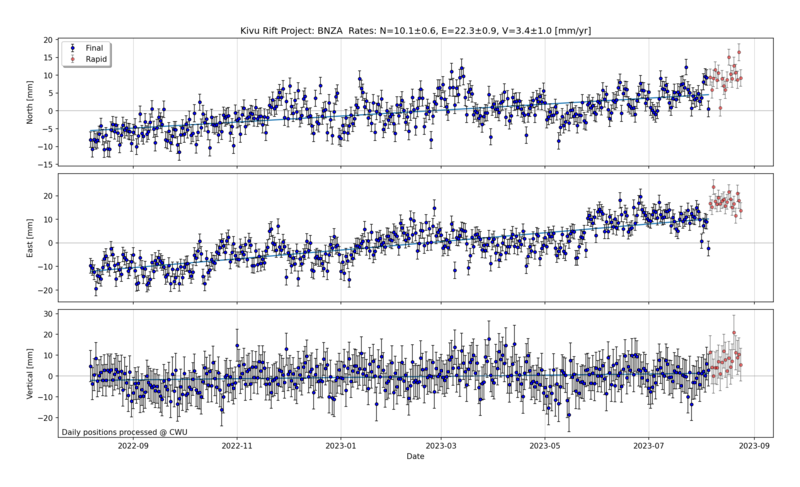 Kivu Rift Project: BNZA  Rates: N=10.1±0.6, E=22.3±0.9, V=3.4±1.0 [mm/yr]
Final
Rapid
North [mm]
20
15
10
5
0
−5
−10
−15
East [mm]
20
10
0
−10
−20
Vertical [mm]
30
20
10
0
−10
−20
Daily positions processed @ CWU
2022-09 2022-11 2023-01 2023-03 2023-05 2023-07 2023-09
Date